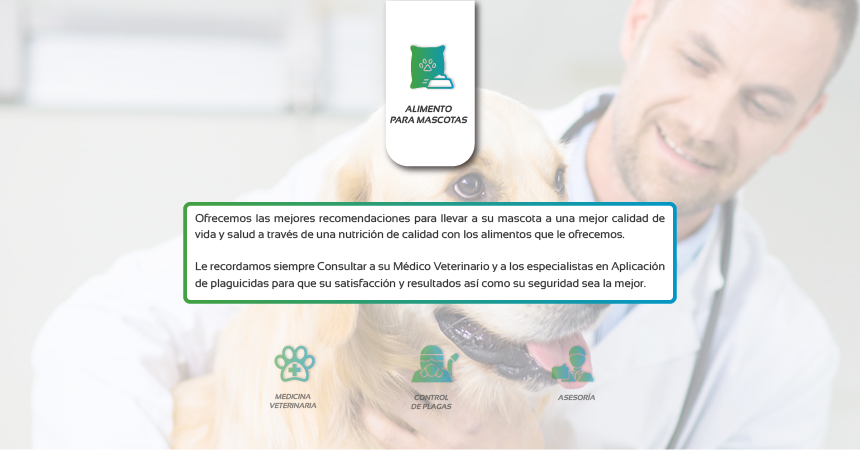 ALIMENTO
PARA MASCOTAS
Ofrecemos las mejores recomendaciones para llevar a su mascota a una mejor calidad de
vida y salud a través de una nutrición de calidad con los alimentos que le ofrecemos.
Le recordamos siempre Consultar a su Médico Veterinario y a los especialistas en Aplicación
de plaguicidas para que su satisfacción y resultados así como su seguridad sea la mejor.
MEDICINA
VETERINARIA
CONTROL
DE PLAGAS
ASESORÍA